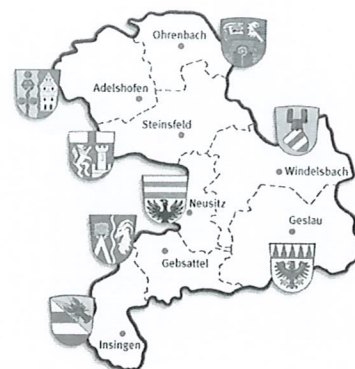 Ohrenbach
Adelshofen
Steinsfeld
Windelsbach
Neusitz
Geslau
Gebsattel
Insingen